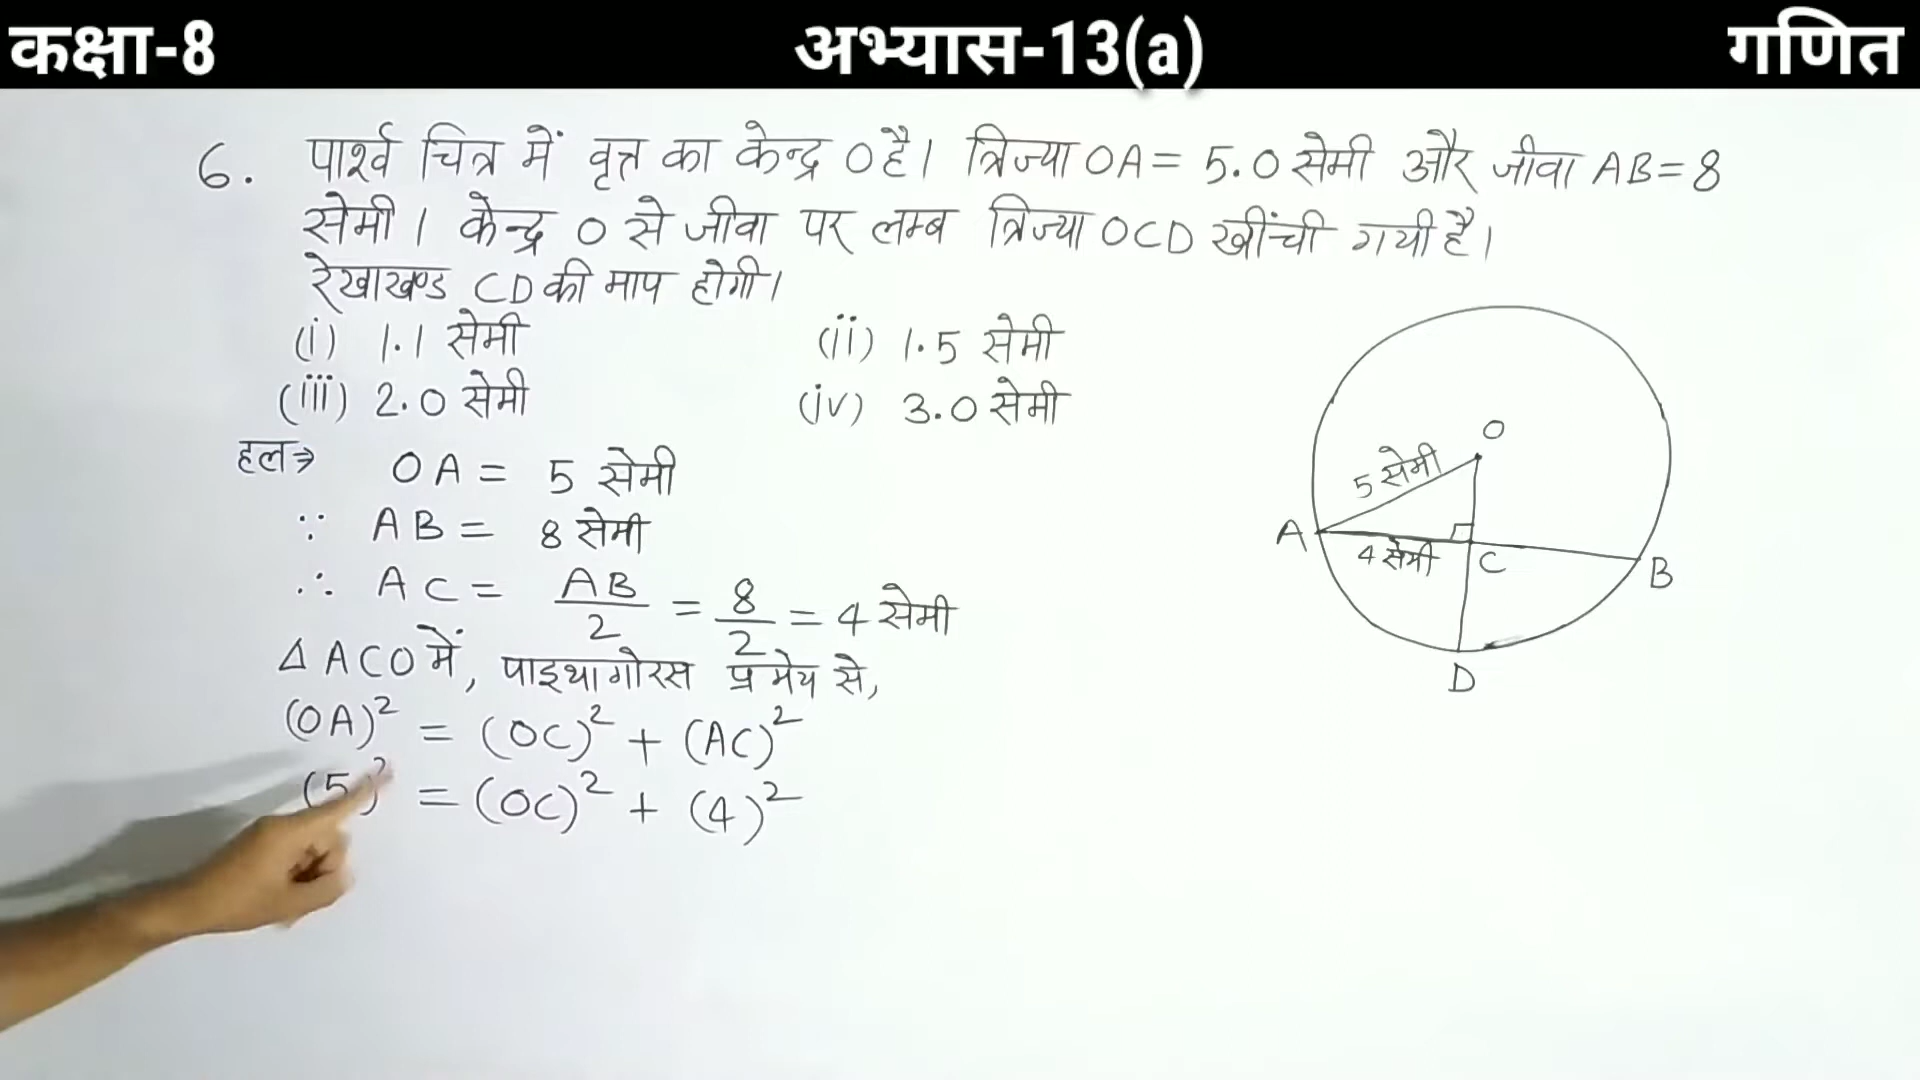 कक्षा-8 अभ्यास-13(a) गणित
6. पार्श्व चित्र में वृत्त का केन्द्र O है। त्रिज्या OA = 5.0 सेमी और जीवा AB = 8
सेमी। केन्द्र O से जीवा पर लम्ब त्रिज्या OCD खींची गयी है।
रेखाखण्ड CD की माप होगी।
(i) 1.1 सेमी (ii) 1.5 सेमी
(iii) 2.0 सेमी (iv) 3.0 सेमी
हल⇒ OA = 5 सेमी
∵ AB = 8 सेमी
∴ AC = AB/2 = 8/2 = 4 सेमी
△ACO में, पाइथागोरस प्रमेय से,
(OA)² = (OC)² + (AC)²
(5)² = (OC)² + (4)²
O
5 सेमी
A
4 सेमी
C
B
D